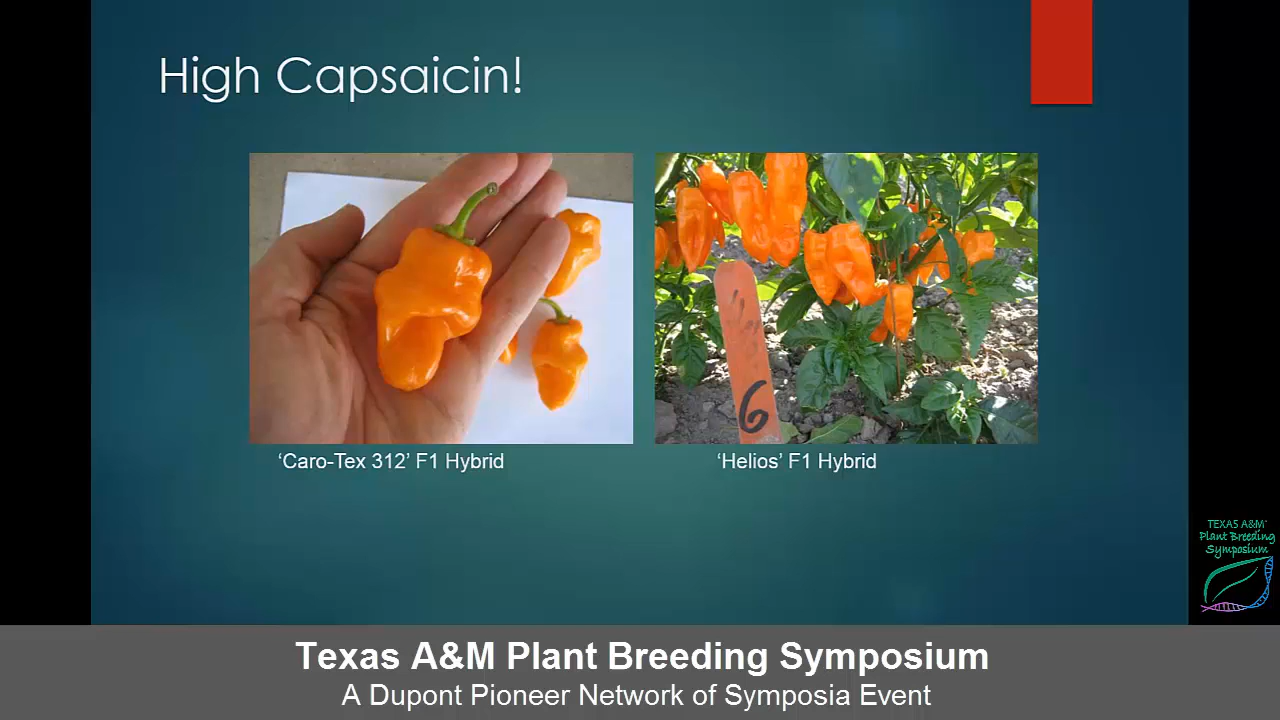 High Capsaicin!
6
‘Caro-Tex 312’ F1 Hybrid
‘Helios’ F1 Hybrid
TEXAS A&M
Plant Breeding
Symposium
Texas A&M Plant Breeding Symposium
A Dupont Pioneer Network of Symposia Event